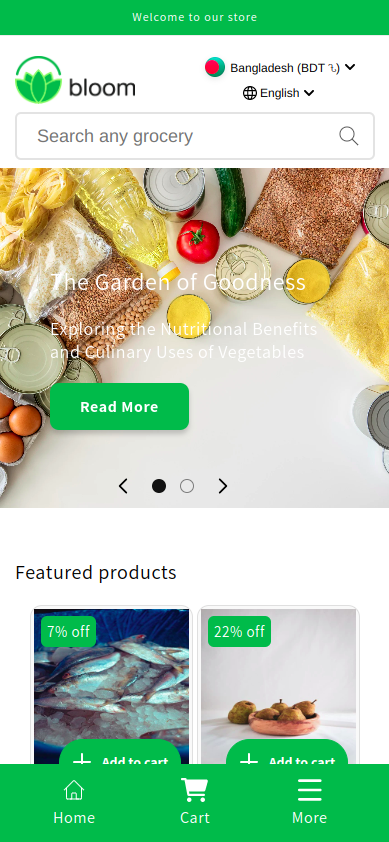 Welcome to our store
bloom
Bangladesh (BDT ৳)
English
Search any grocery
The Garden of Goodness
Exploring the Nutritional Benefits
and Culinary Uses of Vegetables
Read More
Featured products
7% off
22% off
Add to cart
Add to cart
Home
Cart
More